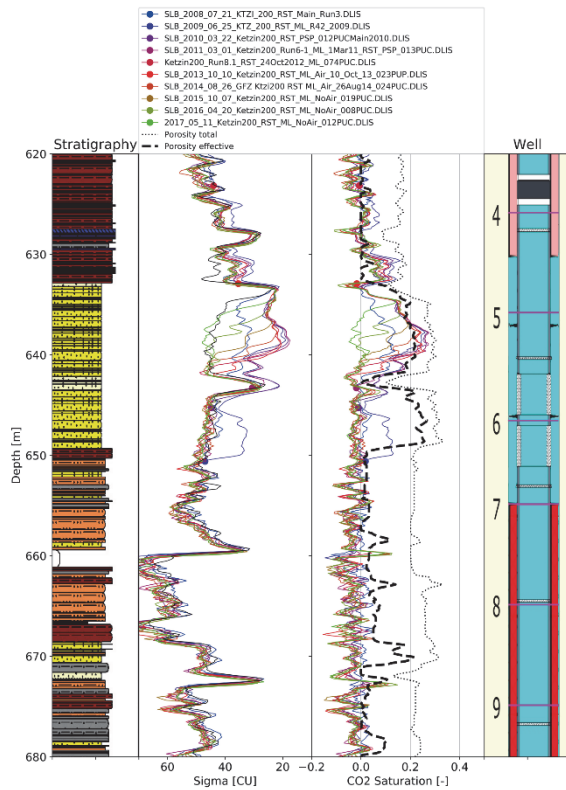 SLB_2008_07_21_KTZI_200_RST_Main_Run3.DLIS
SLB_2009_06_25_KTZ_200_RST_ML_R42_2009.DLIS
SLB_2010_03_22_Ketzin200_RST_PSP_012PUCMain2010.DLIS
SLB_2011_03_01_Ketzin200_Run6-1_ML_1Mar11_RST_PSP_013PUC.DLIS
Ketzin200_Run8.1_RST_24Oct2012_ML_074PUC.DLIS
SLB_2013_10_10_Ketzin200_RST_ML_Air_10_Oct_13_023PUP.DLIS
SLB_2014_08_26_GFZ Ktzi200 RST ML_Air_26Aug14_024PUC.DLIS
SLB_2015_10_07_Ketzin200_RST_ML_NoAir_019PUC.DLIS
SLB_2016_04_20_Ketzin200_RST_ML_NoAir_008PUC.DLIS
2017_05_11_Ketzin200_RST_ML_NoAir_012PUC.DLIS
Porosity total
Porosity effective
Stratigraphy
Well
620
630
640
650
660
670
680
Depth [m]
4
5
6
7
8
9
60 40 20
−0.2 0.0 0.2 0.4
Sigma [CU]
CO2 Saturation [-]